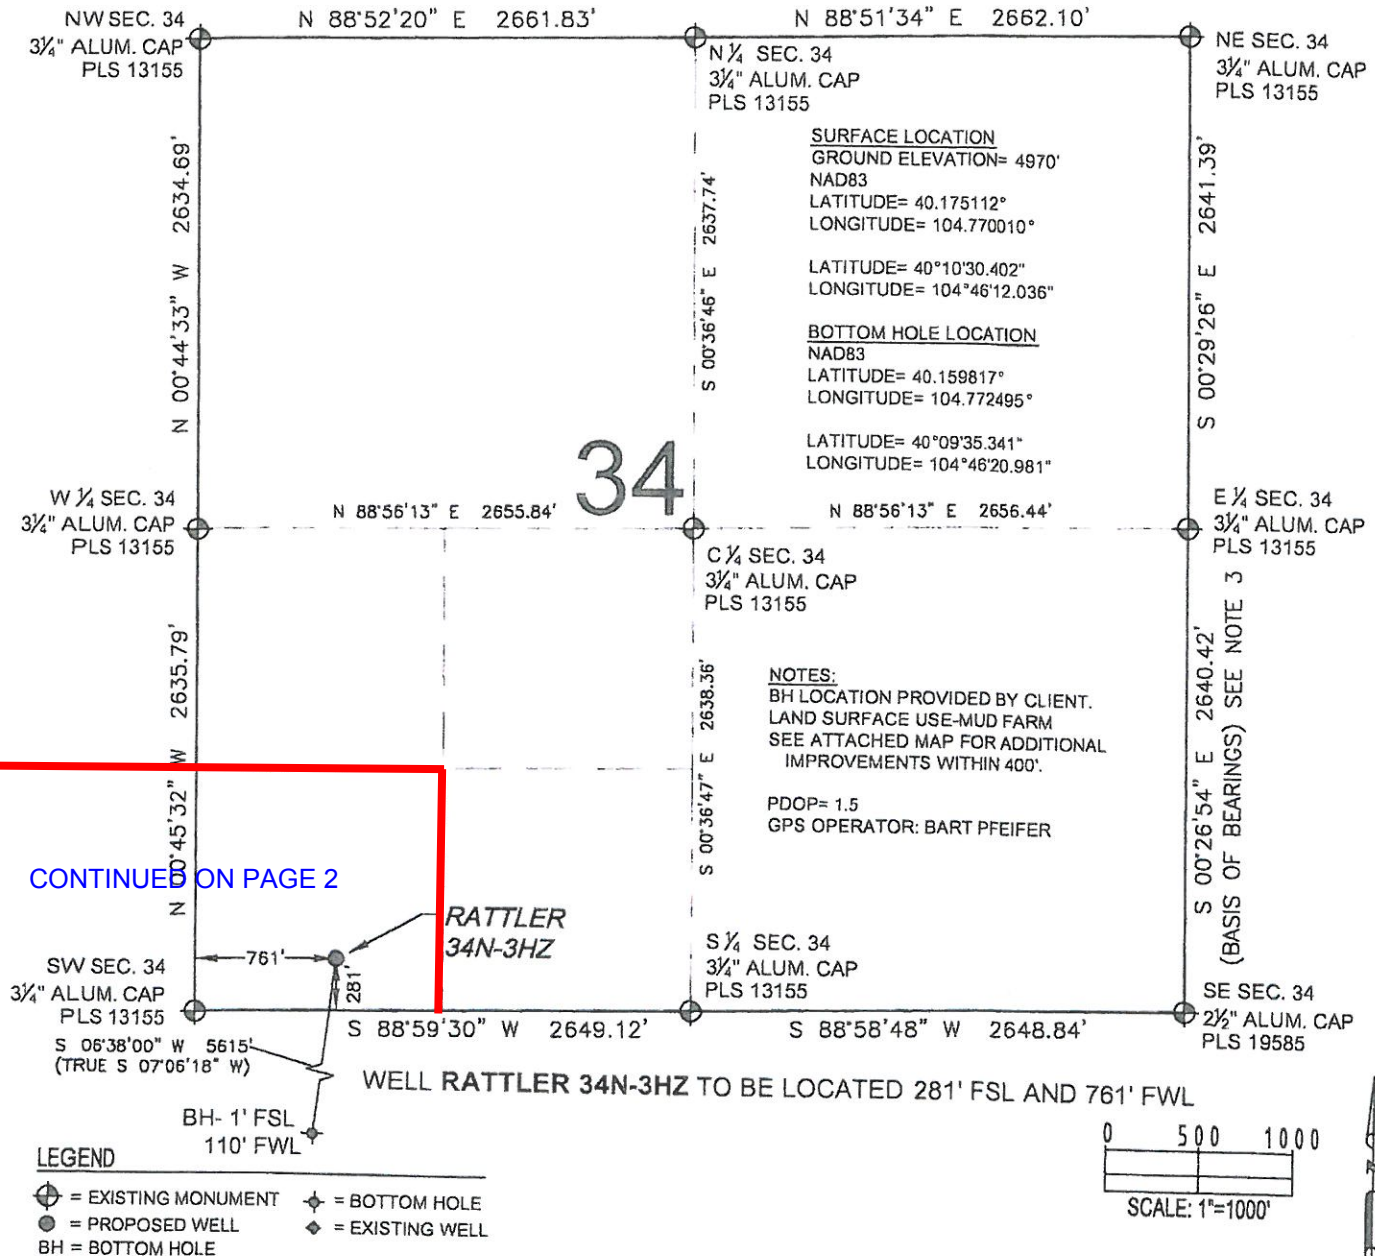 NW SEC. 34
3¼" ALUM. CAP
PLS 13155
N 88°52'20" E 2661.83'
N 88°51'34" E 2662.10'
N ¼ SEC. 34
3¼" ALUM. CAP
PLS 13155
NE SEC. 34
3¼" ALUM. CAP
PLS 13155
SURFACE LOCATION
GROUND ELEVATION= 4970'
NAD83
LATITUDE= 40.175112°
LONGITUDE= 104.770010°
LATITUDE= 40°10'30.402"
LONGITUDE= 104°46'12.036"
BOTTOM HOLE LOCATION
NAD83
LATITUDE= 40.159817°
LONGITUDE= 104.772495°
LATITUDE= 40°09'35.341"
LONGITUDE= 104°46'20.981"
N 00°44'33" W 2634.69'
S 00°36'46" E 2637.74'
S 00°29'26" E 2641.39'
34
W ¼ SEC. 34
3¼" ALUM. CAP
PLS 13155
N 88°56'13" E 2655.84'
N 88°56'13" E 2656.44'
C ¼ SEC. 34
3¼" ALUM. CAP
PLS 13155
E ¼ SEC. 34
3¼" ALUM. CAP
PLS 13155
N 00°45'32" W 2635.79'
S 00°36'47" E 2638.36'
S 00°26'54" E 2640.42'
(BASIS OF BEARINGS) SEE NOTE 3
NOTES:
BH LOCATION PROVIDED BY CLIENT.
LAND SURFACE USE-MUD FARM
SEE ATTACHED MAP FOR ADDITIONAL
IMPROVEMENTS WITHIN 400'.
PDOP= 1.5
GPS OPERATOR: BART PFEIFER
CONTINUED ON PAGE 2
RATTLER
34N-3HZ
761'
281'
SW SEC. 34
3¼" ALUM. CAP
PLS 13155
S ¼ SEC. 34
3¼" ALUM. CAP
PLS 13155
SE SEC. 34
2½" ALUM. CAP
PLS 19585
S 88°59'30" W 2649.12'
S 88°58'48" W 2648.84'
S 06°38'00" W 5615'
(TRUE S 07°06'18" W)
WELL RATTLER 34N-3HZ TO BE LOCATED 281' FSL AND 761' FWL
BH- 1' FSL
110' FWL
LEGEND
= EXISTING MONUMENT
= BOTTOM HOLE
= PROPOSED WELL
= EXISTING WELL
BH = BOTTOM HOLE
0 500 1000
SCALE: 1"=1000'